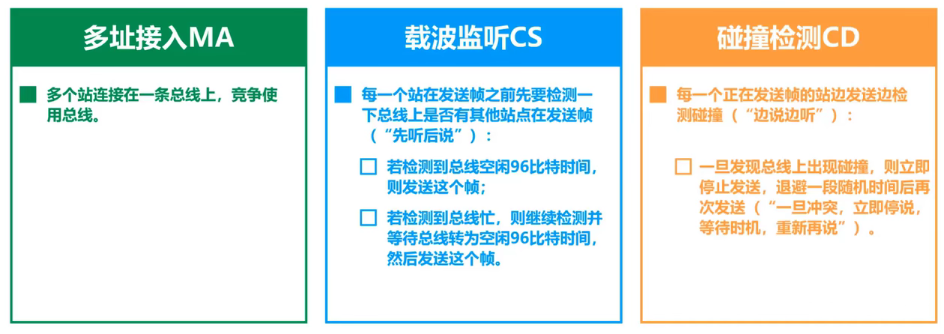 多址接入MA
多个站连接在一条总线上，竞争使
用总线。
载波监听CS
每一个站在发送帧之前先要检测一
下总线上是否有其他站点在发送帧
（“先听后说”）：
若检测到总线空闲96比特时间，
则发送这个帧；
若检测到总线忙，则继续检测并
等待总线转为空闲96比特时间，
然后发送这个帧。
碰撞检测CD
每一个正在发送帧的站边发送边检
测碰撞（“边说边听”）：
一旦发现总线上出现碰撞，则立即
停止发送，退避一段随机时间后再
次发送（“一旦冲突，立即停说，
等待时机，重新再说”）。